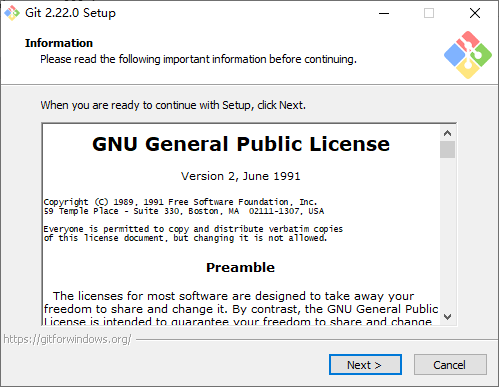 Git 2.22.0 Setup
Information
Please read the following important information before continuing.
When you are ready to continue with Setup, click Next.
GNU General Public License
Version 2, June 1991
Copyright (C) 1989, 1991 Free Software Foundation, Inc.
59 Temple Place - Suite 330, Boston, MA  02111-1307, USA
Everyone is permitted to copy and distribute verbatim copies
of this license document, but changing it is not allowed.
Preamble
The licenses for most software are designed to take away your
freedom to share and change it. By contrast, the GNU General Public
License is intended to guarantee your freedom to share and change
https://gitforwindows.org/
Next >
Cancel